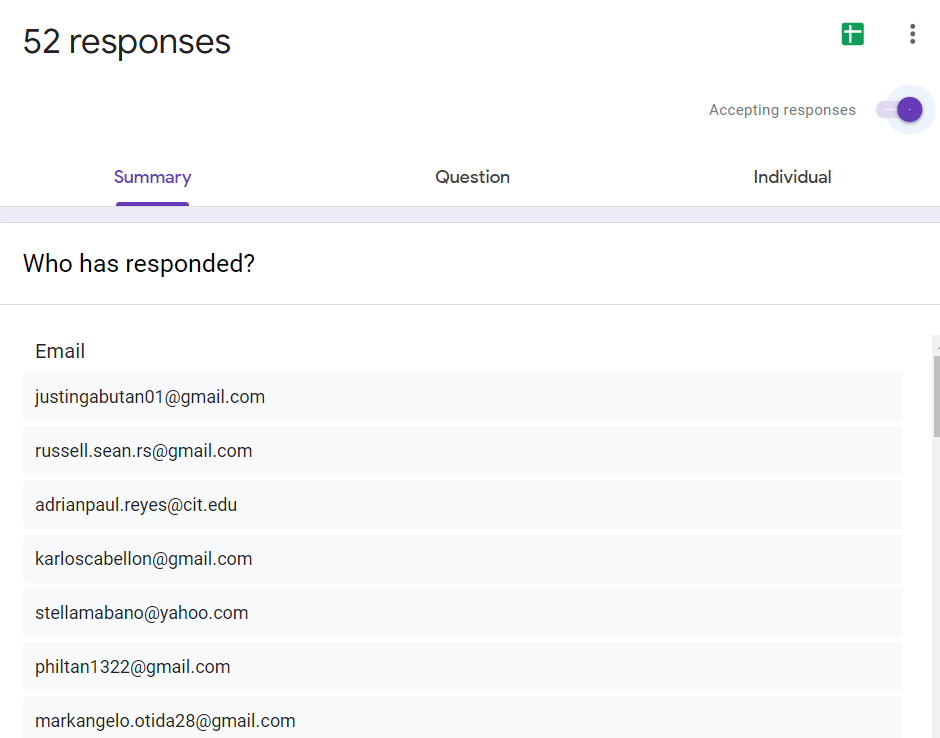 52 responses
Accepting responses
Summary
Question
Individual
Who has responded?
Email
justingabutan01@gmail.com
russell.sean.rs@gmail.com
adrianpaul.reyes@cit.edu
karloscabellon@gmail.com
stellamabano@yahoo.com
philtan1322@gmail.com
markangelo.otida28@gmail.com